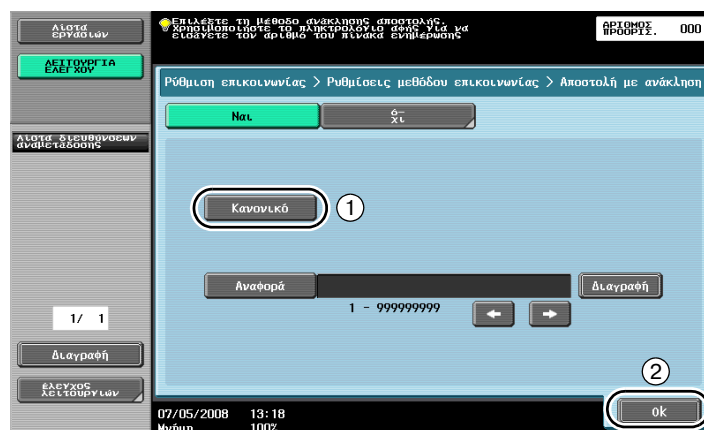 Λίστα
εργασιών
Επιλέξτε τη μέθοδο ανάκλησης αποστολής.
Χρησιμοποιήστε το πληκτρολόγιο αφής για να
εισάγετε τον αριθμό του πίνακα ενημέρωσης
ΑΡΙΘΜΟΣ
ΠΡΟΟΡΙΣ. 000
ΛΕΙΤΟΥΡΓΙΑ
ΕΛΕΓΧΟΥ
Ρύθμιση επικοινωνίας > Ρυθμίσεις μεθόδου επικοινωνίας > Αποστολή με ανάκληση
Ναι
όχι
Λίστα διευθύνσεων
αναμετάδοσης
Κανονικό
1
Αναφορά
Διαγραφή
1 - 999999999
1/ 1
Διαγραφή
2
έλεγχος
λειτουργιών
Ok
07/05/2008 13:18
Μνήμη 100%